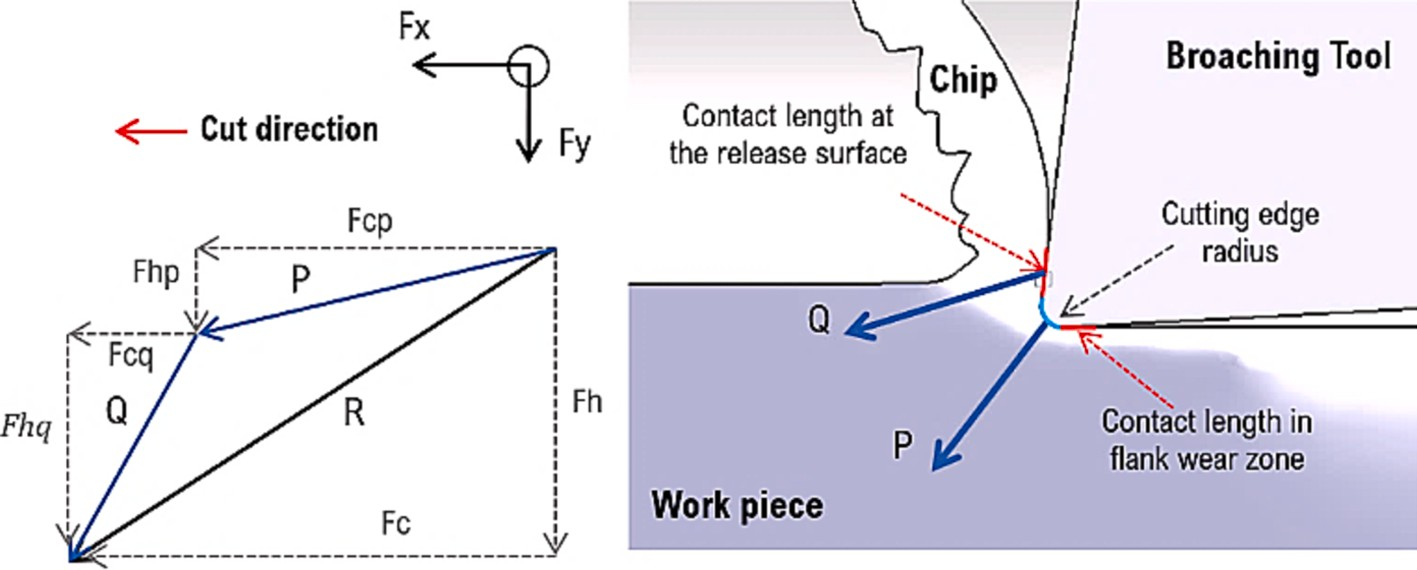 Fx
Cut direction
Fy
Fcp
Fhp
P
Fcq
Q
Fhq
R
Fh
Fc
Broaching Tool
Chip
Contact length at
the release surface
Cutting edge
radius
Q
P
Contact length in
flank wear zone
Work piece